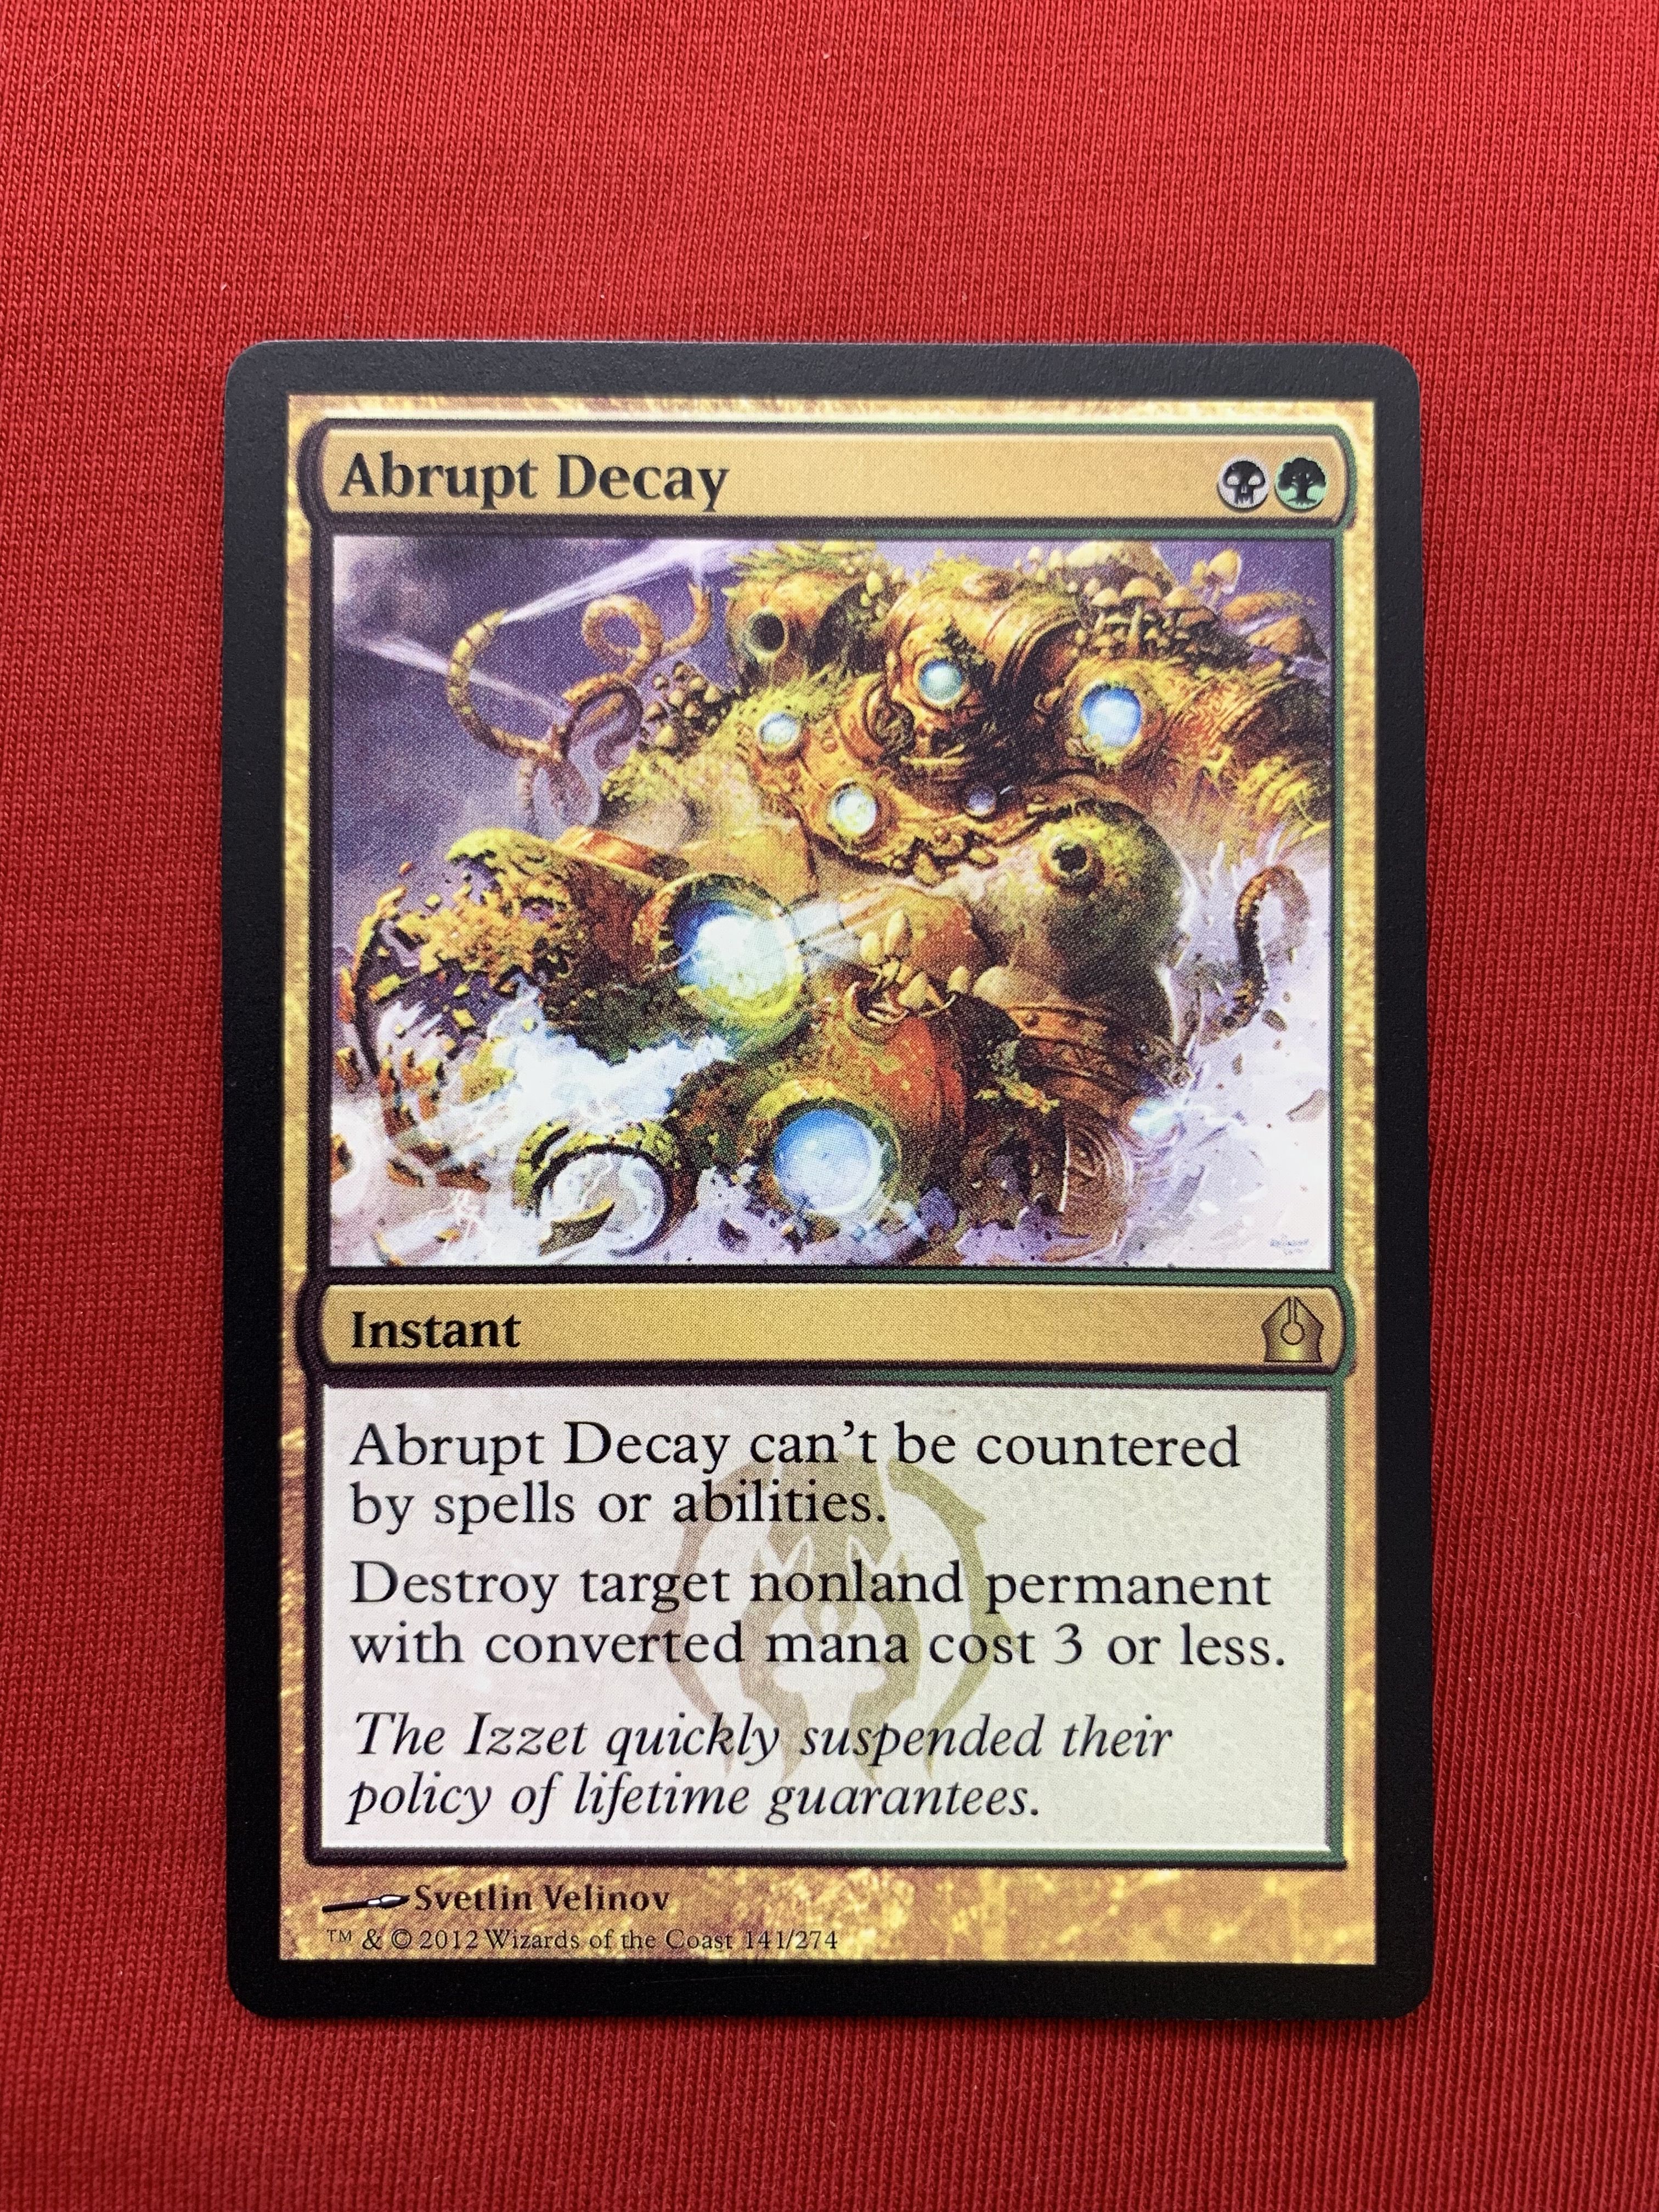 Abrupt Decay
Instant
Abrupt Decay can't be countered
by spells or abilities.
Destroy target nonland permanent
with converted mana cost 3 or less.
The Izzet quickly suspended their
policy of lifetime guarantees.
Svetlin Velinov
™ & © 2012 Wizards of the Coast 141/274